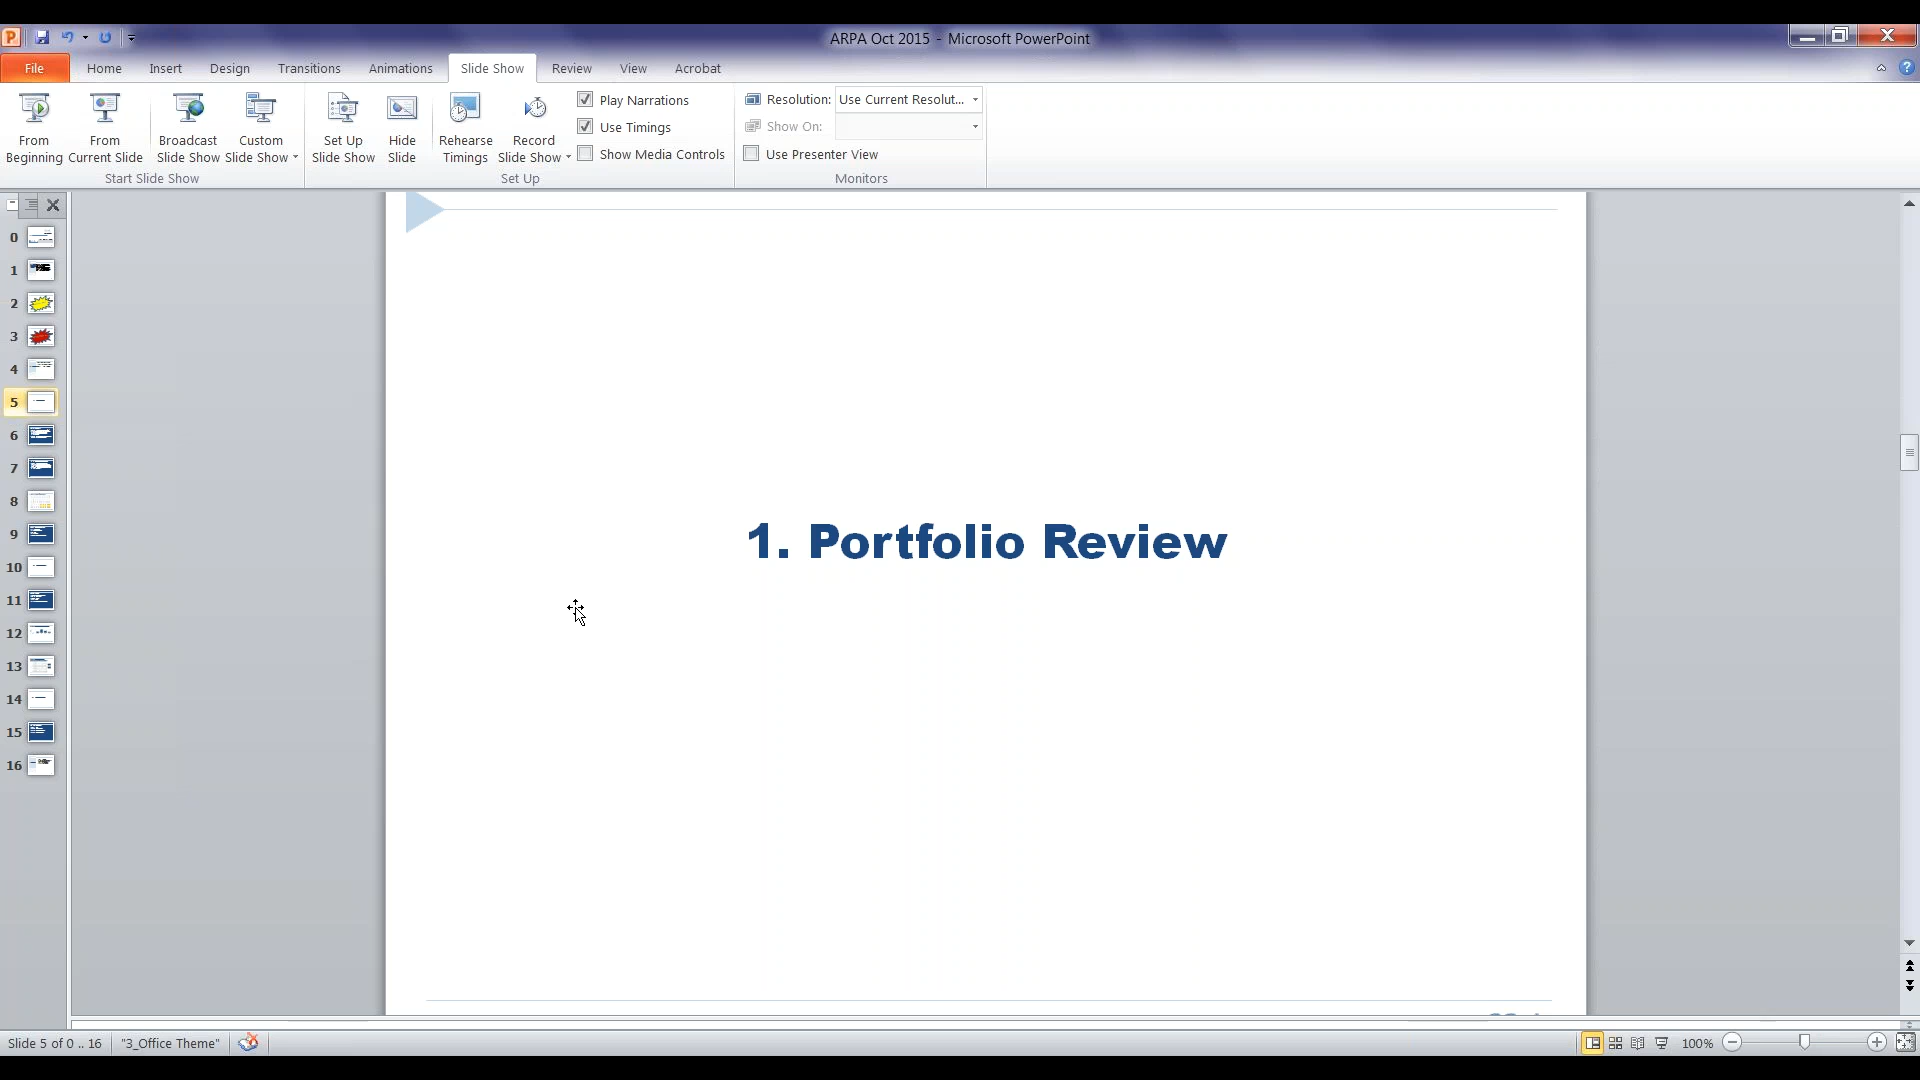 ARPA Oct 2015 - Microsoft PowerPoint
File Home Insert Design Transitions Animations Slide Show Review View Acrobat
From Beginning
From Current Slide
Broadcast Slide Show
Custom Slide Show
Set Up Slide Show
Hide Slide
Rehearse Timings
Record Slide Show
Play Narrations
Use Timings
Show Media Controls
Resolution: Use Current Resolut...
Show On:
Use Presenter View
Start Slide Show
Set Up
Monitors
0
1
2
3
4
5
6
7
8
9
10
11
12
13
14
15
16
1. Portfolio Review
Slide 5 of 0 .. 16 "3_Office Theme" 100%